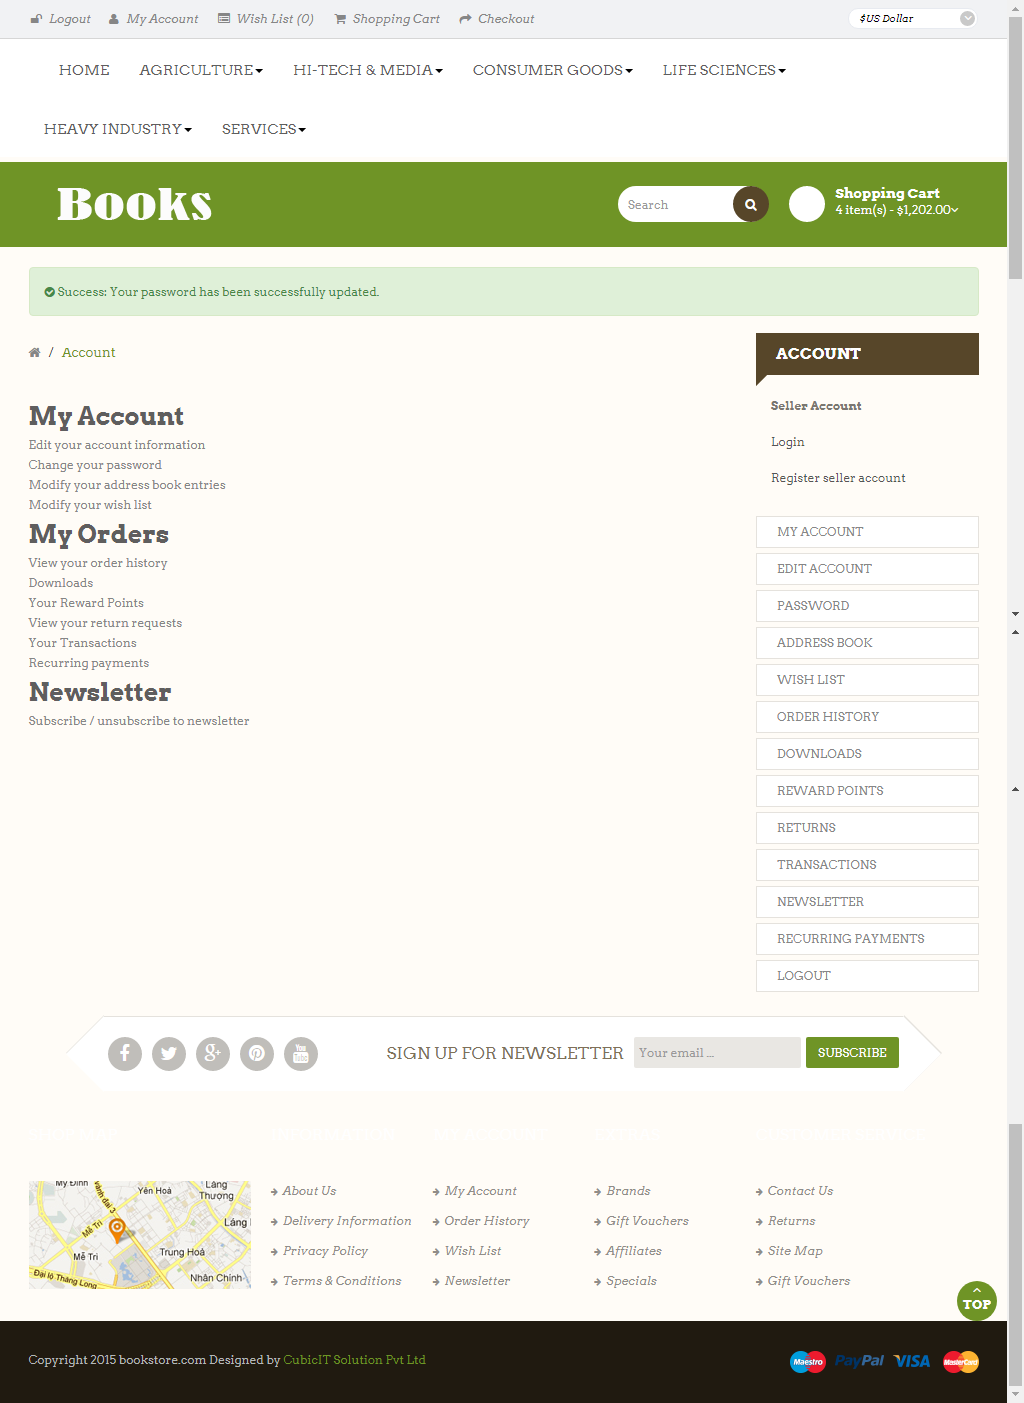 Logout My Account Wish List (0) Shopping Cart Checkout $US Dollar
HOME AGRICULTURE HI-TECH & MEDIA CONSUMER GOODS LIFE SCIENCES
HEAVY INDUSTRY SERVICES
Books
Search
Shopping Cart
4 item(s) - $1,202.00
Success: Your password has been successfully updated.
/ Account
My Account
Edit your account information
Change your password
Modify your address book entries
Modify your wish list
My Orders
View your order history
Downloads
Your Reward Points
View your return requests
Your Transactions
Recurring payments
Newsletter
Subscribe / unsubscribe to newsletter
ACCOUNT
Seller Account
Login
Register seller account
MY ACCOUNT
EDIT ACCOUNT
PASSWORD
ADDRESS BOOK
WISH LIST
ORDER HISTORY
DOWNLOADS
REWARD POINTS
RETURNS
TRANSACTIONS
NEWSLETTER
RECURRING PAYMENTS
LOGOUT
You Tube
SIGN UP FOR NEWSLETTER Your email ... SUBSCRIBE
Yên Hoà
Láng Thượng
vành đai 3
Mễ Trì
Láng H
Mễ Trì
Trung Hoà
Đại lộ Thăng Long
Nhân Chính
About Us
Delivery Information
Privacy Policy
Terms & Conditions
My Account
Order History
Wish List
Newsletter
Brands
Gift Vouchers
Affiliates
Specials
Contact Us
Returns
Site Map
Gift Vouchers
TOP
Copyright 2015 bookstore.com Designed by CubicIT Solution Pvt Ltd
Maestro PayPal VISA MasterCard